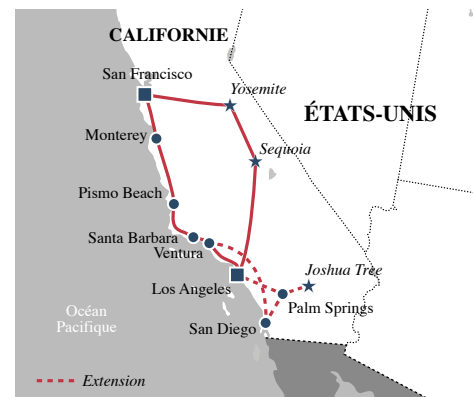 CALIFORNIE
San Francisco
Yosemite
ÉTATS-UNIS
Monterey
Sequoia
Pismo Beach
Santa Barbara
Ventura
Joshua Tree
Los Angeles
Palm Springs
Océan
Pacifique
San Diego
Extension